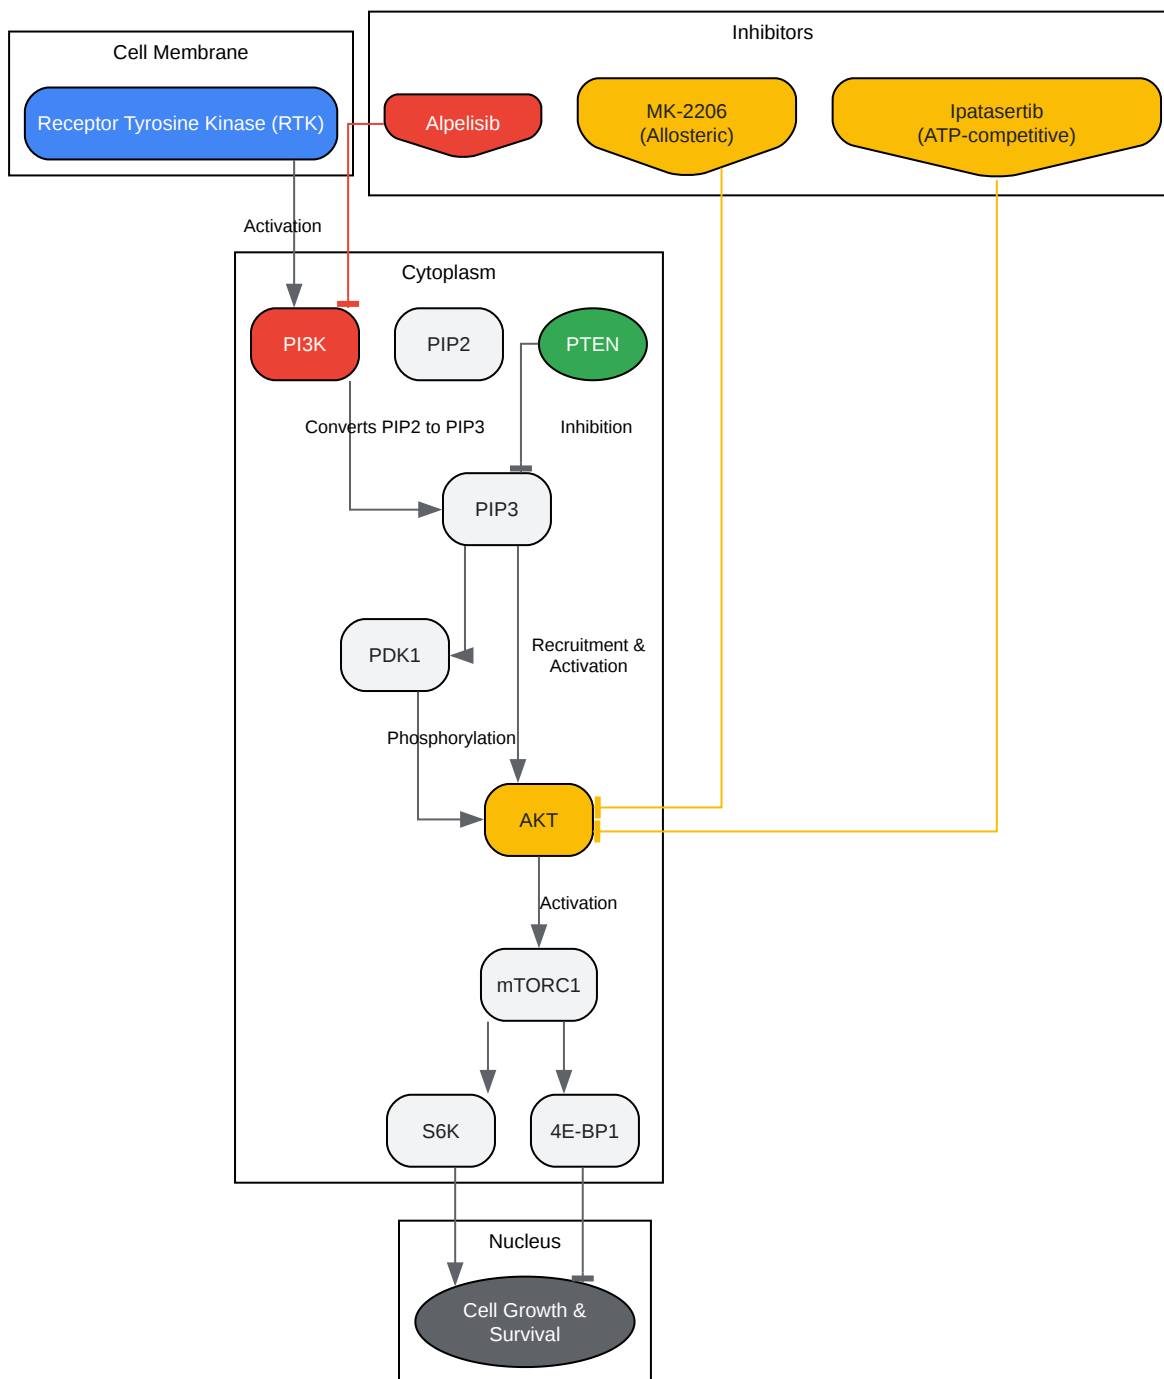 Inhibitors
Cell Membrane
Receptor Tyrosine Kinase (RTK)
Alpelisib
MK-2206
(Allosteric)
Ipatasertib
(ATP-competitive)
Activation
Cytoplasm
PI3K
PIP2
PTEN
Converts PIP2 to PIP3
Inhibition
PIP3
PDK1
Recruitment &
Activation
Phosphorylation
AKT
Activation
mTORC1
S6K
4E-BP1
Nucleus
Cell Growth &
Survival